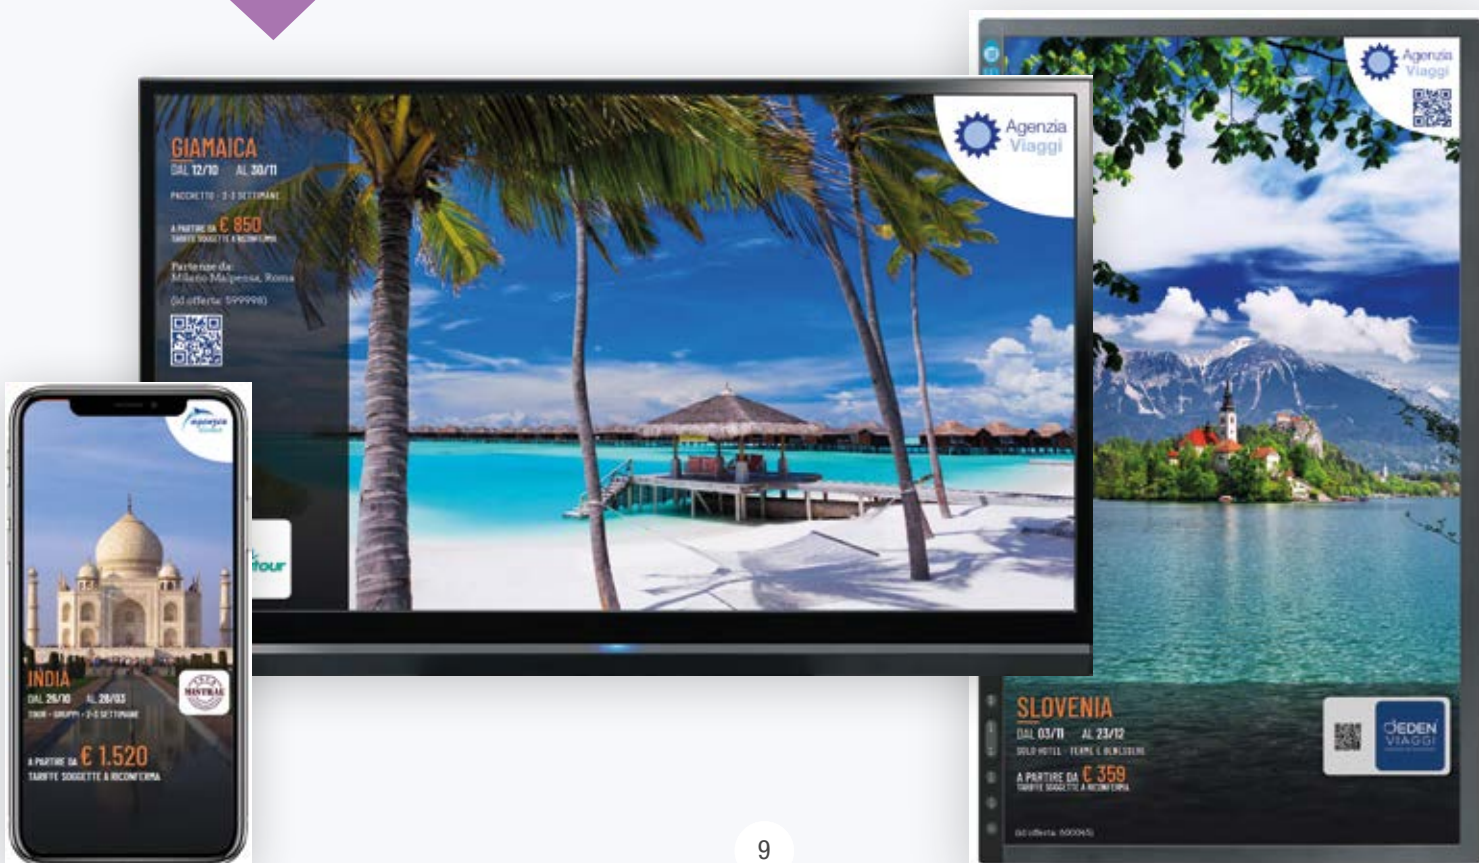 GIAMAICA
DAL 12/10 AL 30/11
PACCHETTO - 2-3 SETTIMANE
A PARTIRE DA € 850
TARIFFE SOGGETTE A RICONFERMA
Partenze da:
Milano Malpensa, Roma
(id offerta: 599998)
Agenzia
Viaggi
tour
Agenzia
Viaggi
SLOVENIA
DAL 03/11 AL 23/12
SOLO HOTEL - TERME E BENESSERE
A PARTIRE DA € 359
TARIFFE SOGGETTE A RICONFERMA
EDEN
VIAGGI
INDIA
DAL 26/10 AL 28/03
TOUR - GRUPPI - 2-3 SETTIMANE
MISTRAL
A PARTIRE DA € 1.520
TARIFFE SOGGETTE A RICONFERMA
9